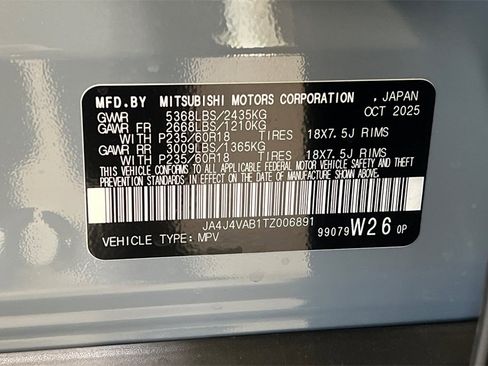 MFD.BY MITSUBISHI MOTORS CORPORATION , JAPAN
GVWR 5368LBS/2435KG OCT 2025
GAWR FR 2668LBS/1210KG
WITH P235/60R18 TIRES 18X7.5J RIMS
GAWR RR 3009LBS/1365KG
WITH P235/60R18 TIRES 18X7.5J RIMS
THIS VEHICLE CONFORMS TO ALL APPLICABLE FEDERAL MOTOR VEHICLE SAFETY AND THEFT
PREVENTION STANDARDS IN EFFECT ON THE DATE OF MANUFACTURE SHOWN ABOVE.
JA4J4VAB1TZ006891
VEHICLE TYPE: MPV 99079 W26 0P